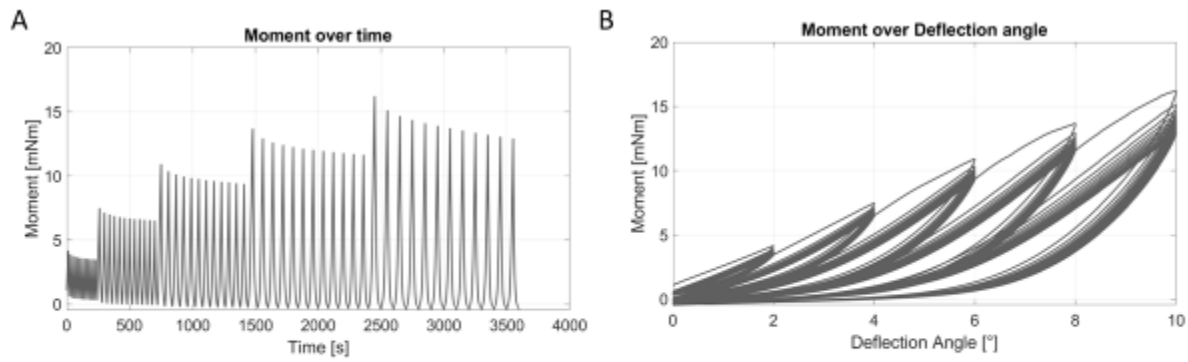 A
Moment over time
20
15
10
5
0
Moment [mNm]
0 500 1000 1500 2000 2500 3000 3500 4000
Time [s]
B
Moment over Deflection angle
20
15
10
5
0
Moment [mNm]
0 2 4 6 8 10
Deflection Angle [°]